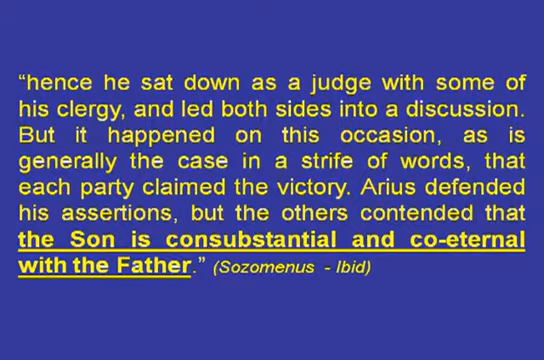 “hence he sat down as a judge with some of
his clergy, and led both sides into a discussion.
But it happened on this occasion, as is
generally the case in a strife of words, that
each party claimed the victory. Arius defended
his assertions, but the others contended that
the Son is consubstantial and co-eternal
with the Father.” (Sozomenus - Ibid)